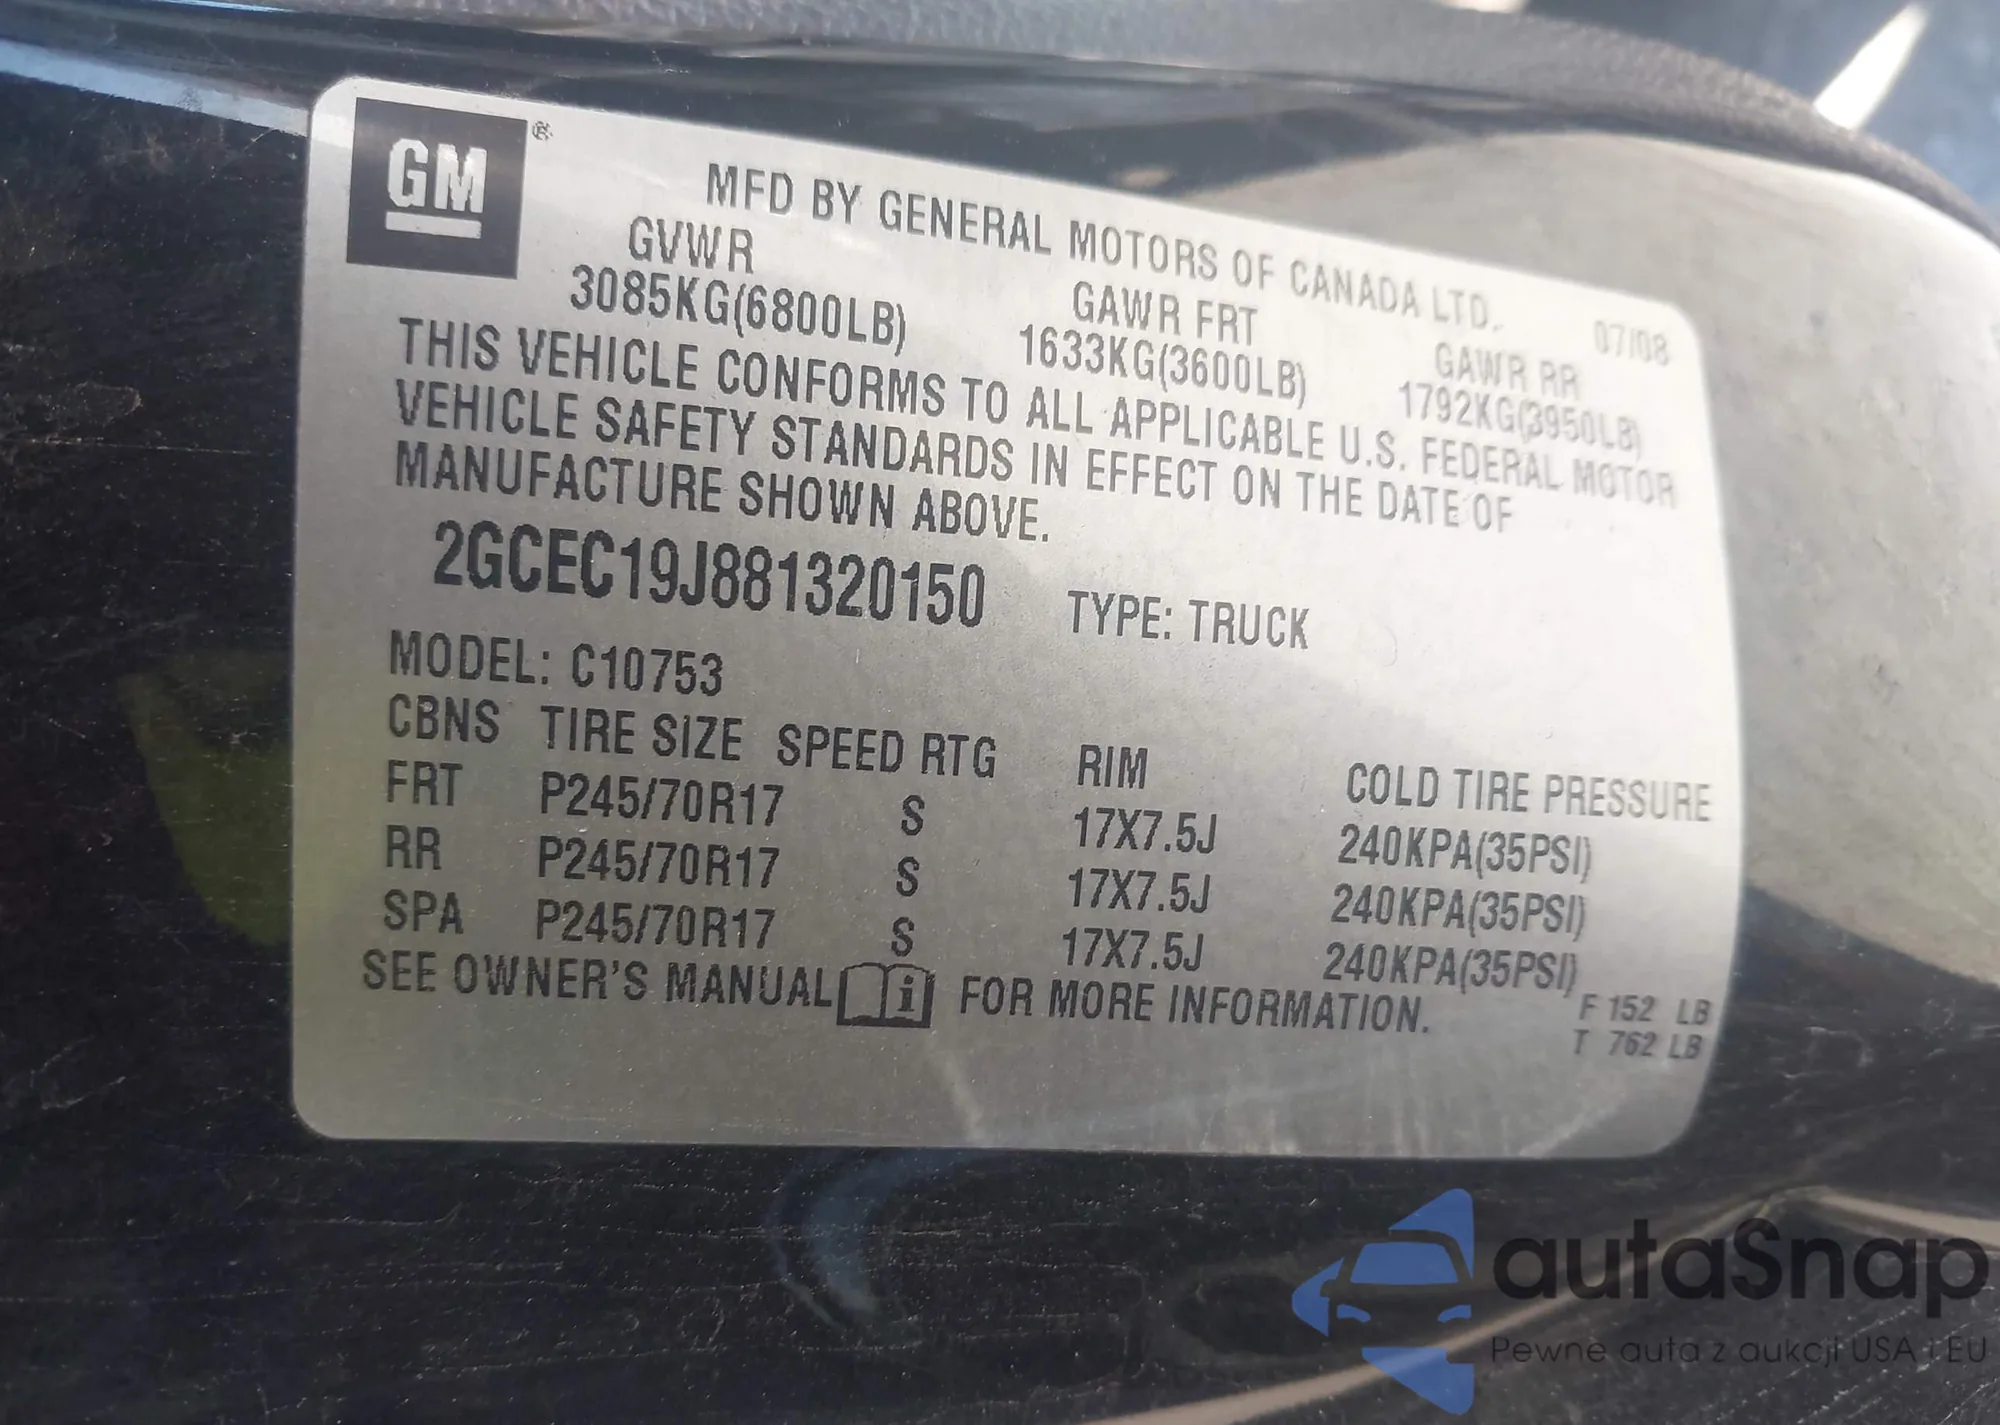 GM
MFD BY GENERAL MOTORS OF CANADA LTD.
07/08
GVWR GAWR FRT GAWR RR
3085KG(6800LB) 1633KG(3600LB) 1792KG(3950LB)
THIS VEHICLE CONFORMS TO ALL APPLICABLE U.S. FEDERAL MOTOR
VEHICLE SAFETY STANDARDS IN EFFECT ON THE DATE OF
MANUFACTURE SHOWN ABOVE.
2GCEC19J881320150 TYPE: TRUCK
MODEL: C10753
CBNS TIRE SIZE SPEED RTG RIM COLD TIRE PRESSURE
FRT P245/70R17 S 17X7.5J 240KPA(35PSI)
RR P245/70R17 S 17X7.5J 240KPA(35PSI)
SPA P245/70R17 S 17X7.5J 240KPA(35PSI)
SEE OWNER'S MANUAL i FOR MORE INFORMATION.
F 152 LB
T 762 LB
autaSnap
Pewne auta z aukcji USA i EU